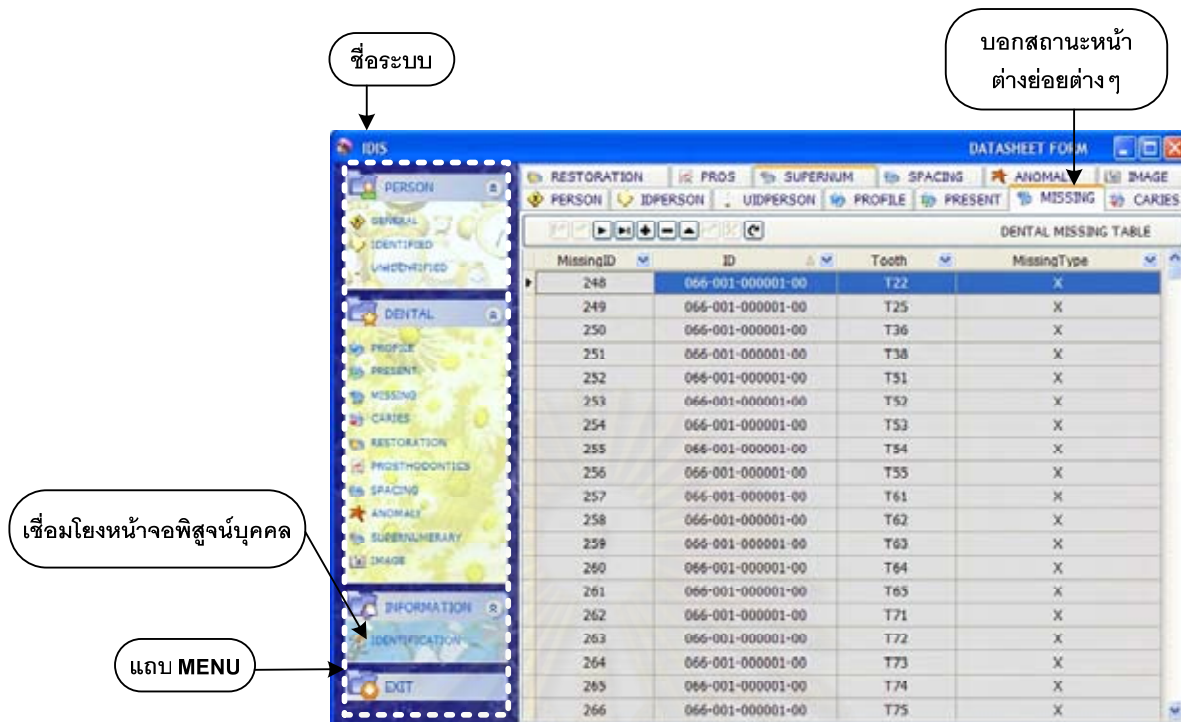 ชื่อระบบ
บอกสถานะหน้า
ต่างย่อยต่างๆ
IDIS DATASHEET FORM
PERSON
GENERAL
IDENTIFIED
UNIDENTIFIED
DENTAL
PROFILE
PRESENT
MISSING
CARIES
RESTORATION
PROSTHODONTICS
SPACING
ANOMALY
SUPERNUMERARY
IMAGE
INFORMATION
IDENTIFICATION
EXIT
เชื่อมโยงหน้าจอพิสูจน์บุคคล
แถบ MENU
RESTORATION PROS SUPERNUM SPACING ANOMALY IMAGE
PERSON IDPERSON UIDPERSON PROFILE PRESENT MISSING CARIES
DENTAL MISSING TABLE
MissingID ID Tooth MissingType
248 066-001-000001-00 T22 X
249 066-001-000001-00 T25 X
250 066-001-000001-00 T36 X
251 066-001-000001-00 T38 X
252 066-001-000001-00 T51 X
253 066-001-000001-00 T52 X
254 066-001-000001-00 T53 X
255 066-001-000001-00 T54 X
256 066-001-000001-00 T55 X
257 066-001-000001-00 T61 X
258 066-001-000001-00 T62 X
259 066-001-000001-00 T63 X
260 066-001-000001-00 T64 X
261 066-001-000001-00 T65 X
262 066-001-000001-00 T71 X
263 066-001-000001-00 T72 X
264 066-001-000001-00 T73 X
265 066-001-000001-00 T74 X
266 066-001-000001-00 T75 X